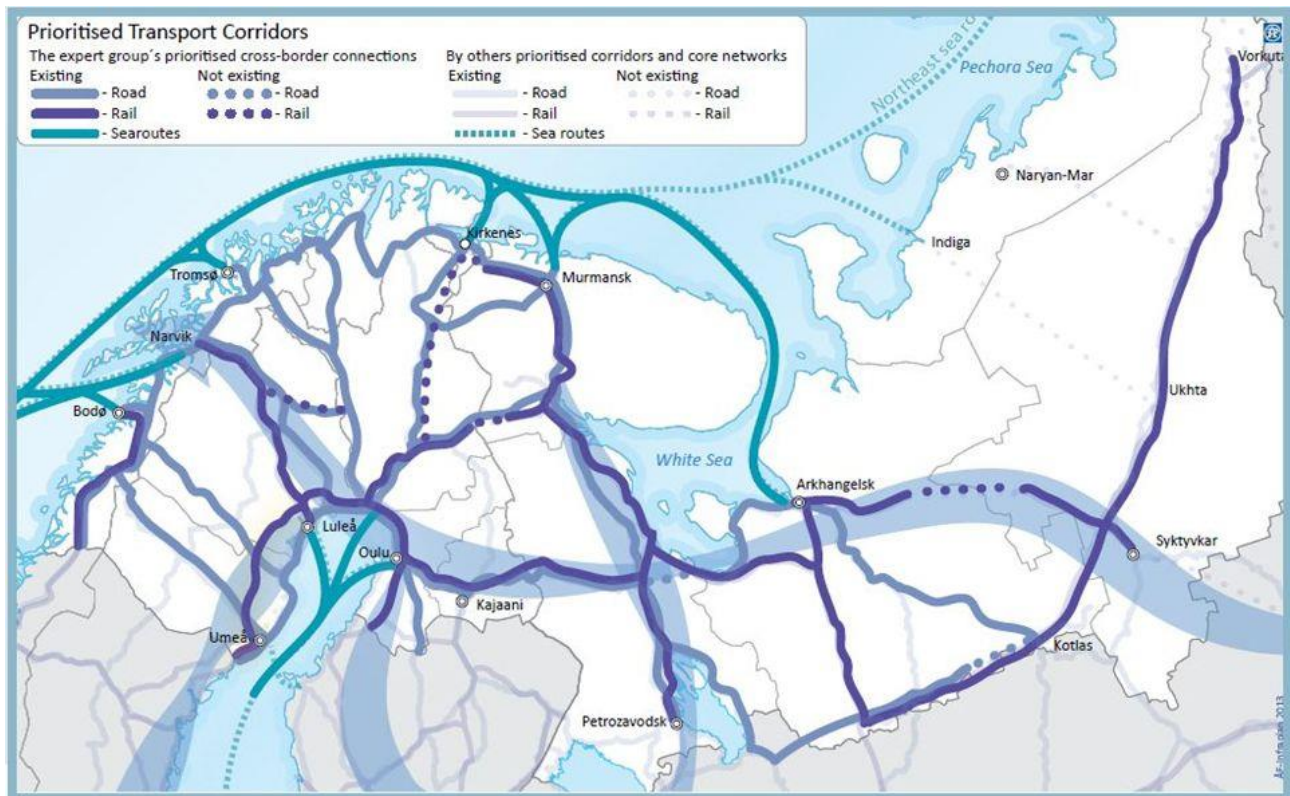 Prioritised Transport Corridors
The expert group´s prioritised cross-border connections
Existing
Not existing
- Road
- Road
- Rail
- Rail
- Searoutes
By others prioritised corridors and core networks
Existing
Not existing
- Road
- Road
- Rail
- Rail
- Sea routes
Northeast sea ro
Pechora Sea
Vorkuta
Naryan-Mar
Indiga
Kirkenes
Tromsø
Murmansk
Narvik
Ukhta
Bodø
White Sea
Arkhangelsk
Luleå
Oulu
Syktyvkar
Kajaani
Umeå
Kotlas
Petrozavodsk